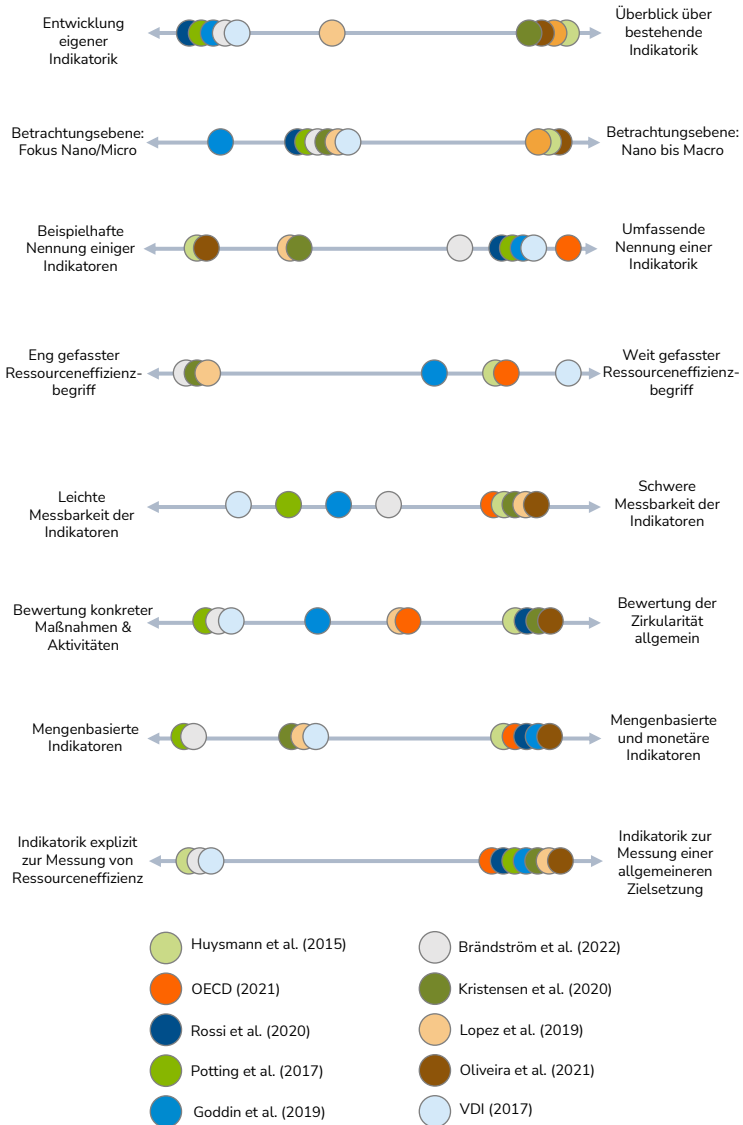 Entwicklung
eigener
Indikatorik
Überblick über
bestehende
Indikatorik
Betrachtungsebene:
Fokus Nano/Micro
Betrachtungsebene:
Nano bis Macro
Beispielhafte
Nennung einiger
Indikatoren
Umfassende
Nennung einer
Indikatorik
Eng gefasster
Ressourceneffizienz-
begriff
Weit gefasster
Ressourceneffizienz-
begriff
Leichte
Messbarkeit der
Indikatoren
Schwere
Messbarkeit der
Indikatoren
Bewertung konkreter
Maßnahmen &
Aktivitäten
Bewertung der
Zirkularität
allgemein
Mengenbasierte
Indikatoren
Mengenbasierte
und monetäre
Indikatoren
Indikatorik explizit
zur Messung von
Ressourceneffizienz
Indikatorik zur
Messung einer
allgemeineren
Zielsetzung
Huysmann et al. (2015)
OECD (2021)
Rossi et al. (2020)
Potting et al. (2017)
Goddin et al. (2019)
Brändström et al. (2022)
Kristensen et al. (2020)
Lopez et al. (2019)
Oliveira et al. (2021)
VDI (2017)